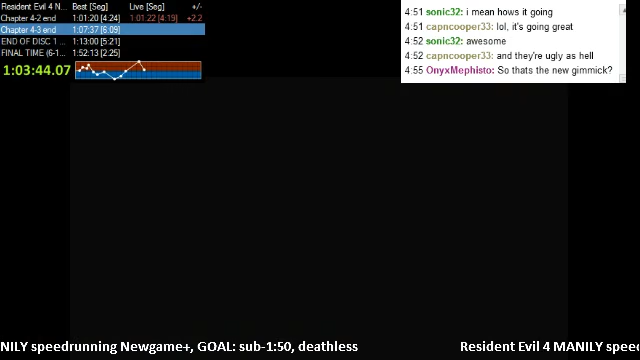 Resident Evil 4 N... Best [Seg] Live [Seg] +/-
Chapter 4-2 end 1:01:20 [4:24] 1:01.22 [4:19] +2.2
Chapter 4-3 end 1:07:37 [6:09]
END OF DISC 1 ... 1:13:00 [5:21]
FINAL TIME (6-1... 1:52:13 [2:25]
1:03:44.07
4:51 sonic32: i mean hows it going
4:51 capncooper33: lol, it's going great
4:52 sonic32: awesome
4:52 capncooper33: and they're ugly as hell
4:55 OnyxMephisto: So thats the new gimmick?
NILY speedrunning Newgame+, GOAL: sub-1:50, deathless Resident Evil 4 MANILY spee